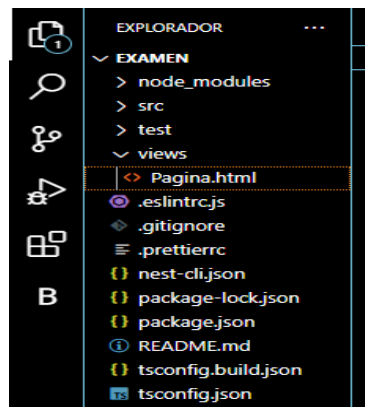 EXPLORADOR ...
1
EXAMEN
node_modules
src
test
views
<> Pagina.html
.eslintrc.js
.gitignore
.prettierrc
{} nest-cli.json
{} package-lock.json
{} package.json
README.md
{} tsconfig.build.json
TS tsconfig.json
B